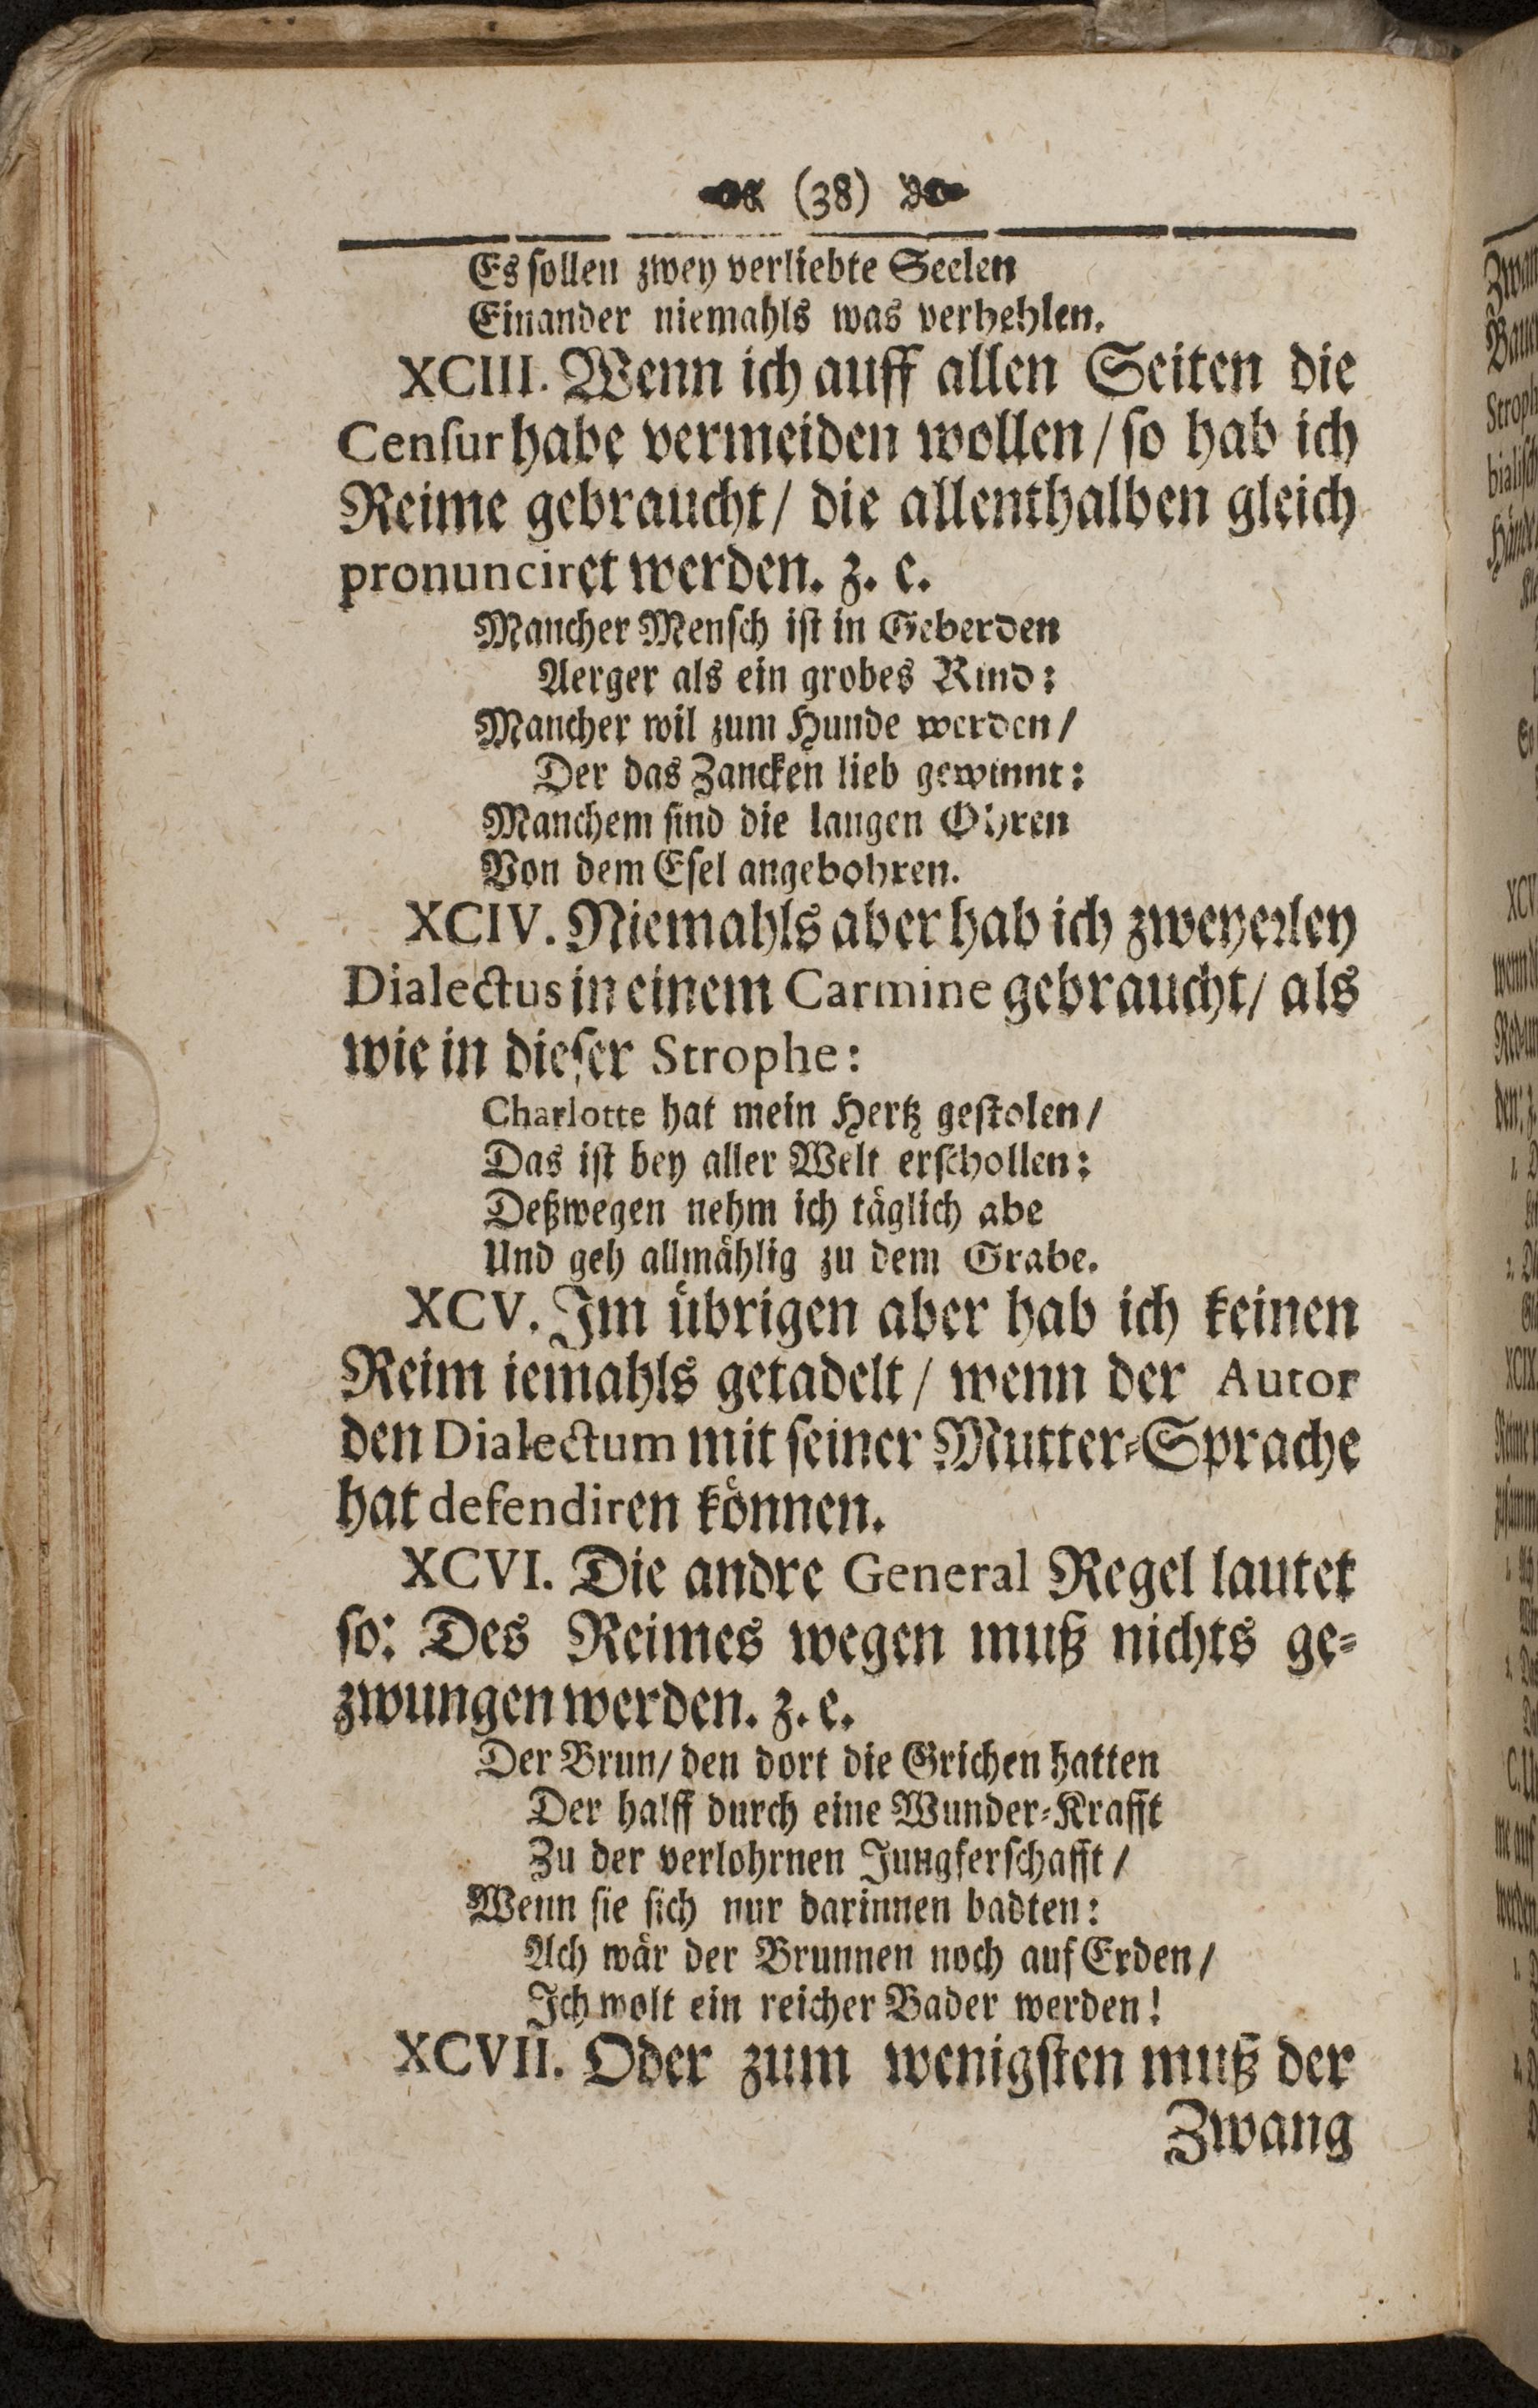 (38)
Es sollen zwey verliebte Seelen
Einander niemahls was verhehlen.
XCIII. Wenn ich auff allen Seiten die
Censur habe vermeiden wollen / so hab ich
Reime gebraucht / die allenthalben gleich
pronunciret werden. z. e.
Mancher Mensch ist in Geberden
Aerger als ein grobes Rind:
Mancher wil zum Hunde werden /
Der das Zancken lieb gewinnt:
Manchem sind die langen Ohren
Von dem Esel angebohren.
XCIV. Niemahls aber hab ich zweyerley
Dialectus in einem Carmine gebraucht / als
wie in dieser Strophe:
Charlotte hat mein Hertz gestolen /
Das ist bey aller Welt erschollen:
Deßwegen nehm ich täglich abe
Und geh allmählig zu dem Grabe.
XCV. Im übrigen aber hab ich keinen
Reim iemahls getadelt / wenn der Autor
den Dialectum mit seiner Mutter-Sprache
hat defendiren können.
XCVI. Die andre General Regel lautet
so: Des Reimes wegen muß nichts ge-
zwungen werden. z. e.
Der Brun / den dort die Grichen hatten
Der halff durch eine Wunder-Krafft
Zu der verlohrnen Jungferschafft /
Wenn sie sich nur darinnen badten:
Ach wär der Brunnen noch auf Erden /
Ich wolt ein reicher Bader werden!
XCVII. Oder zum wenigsten muß der
Zwang